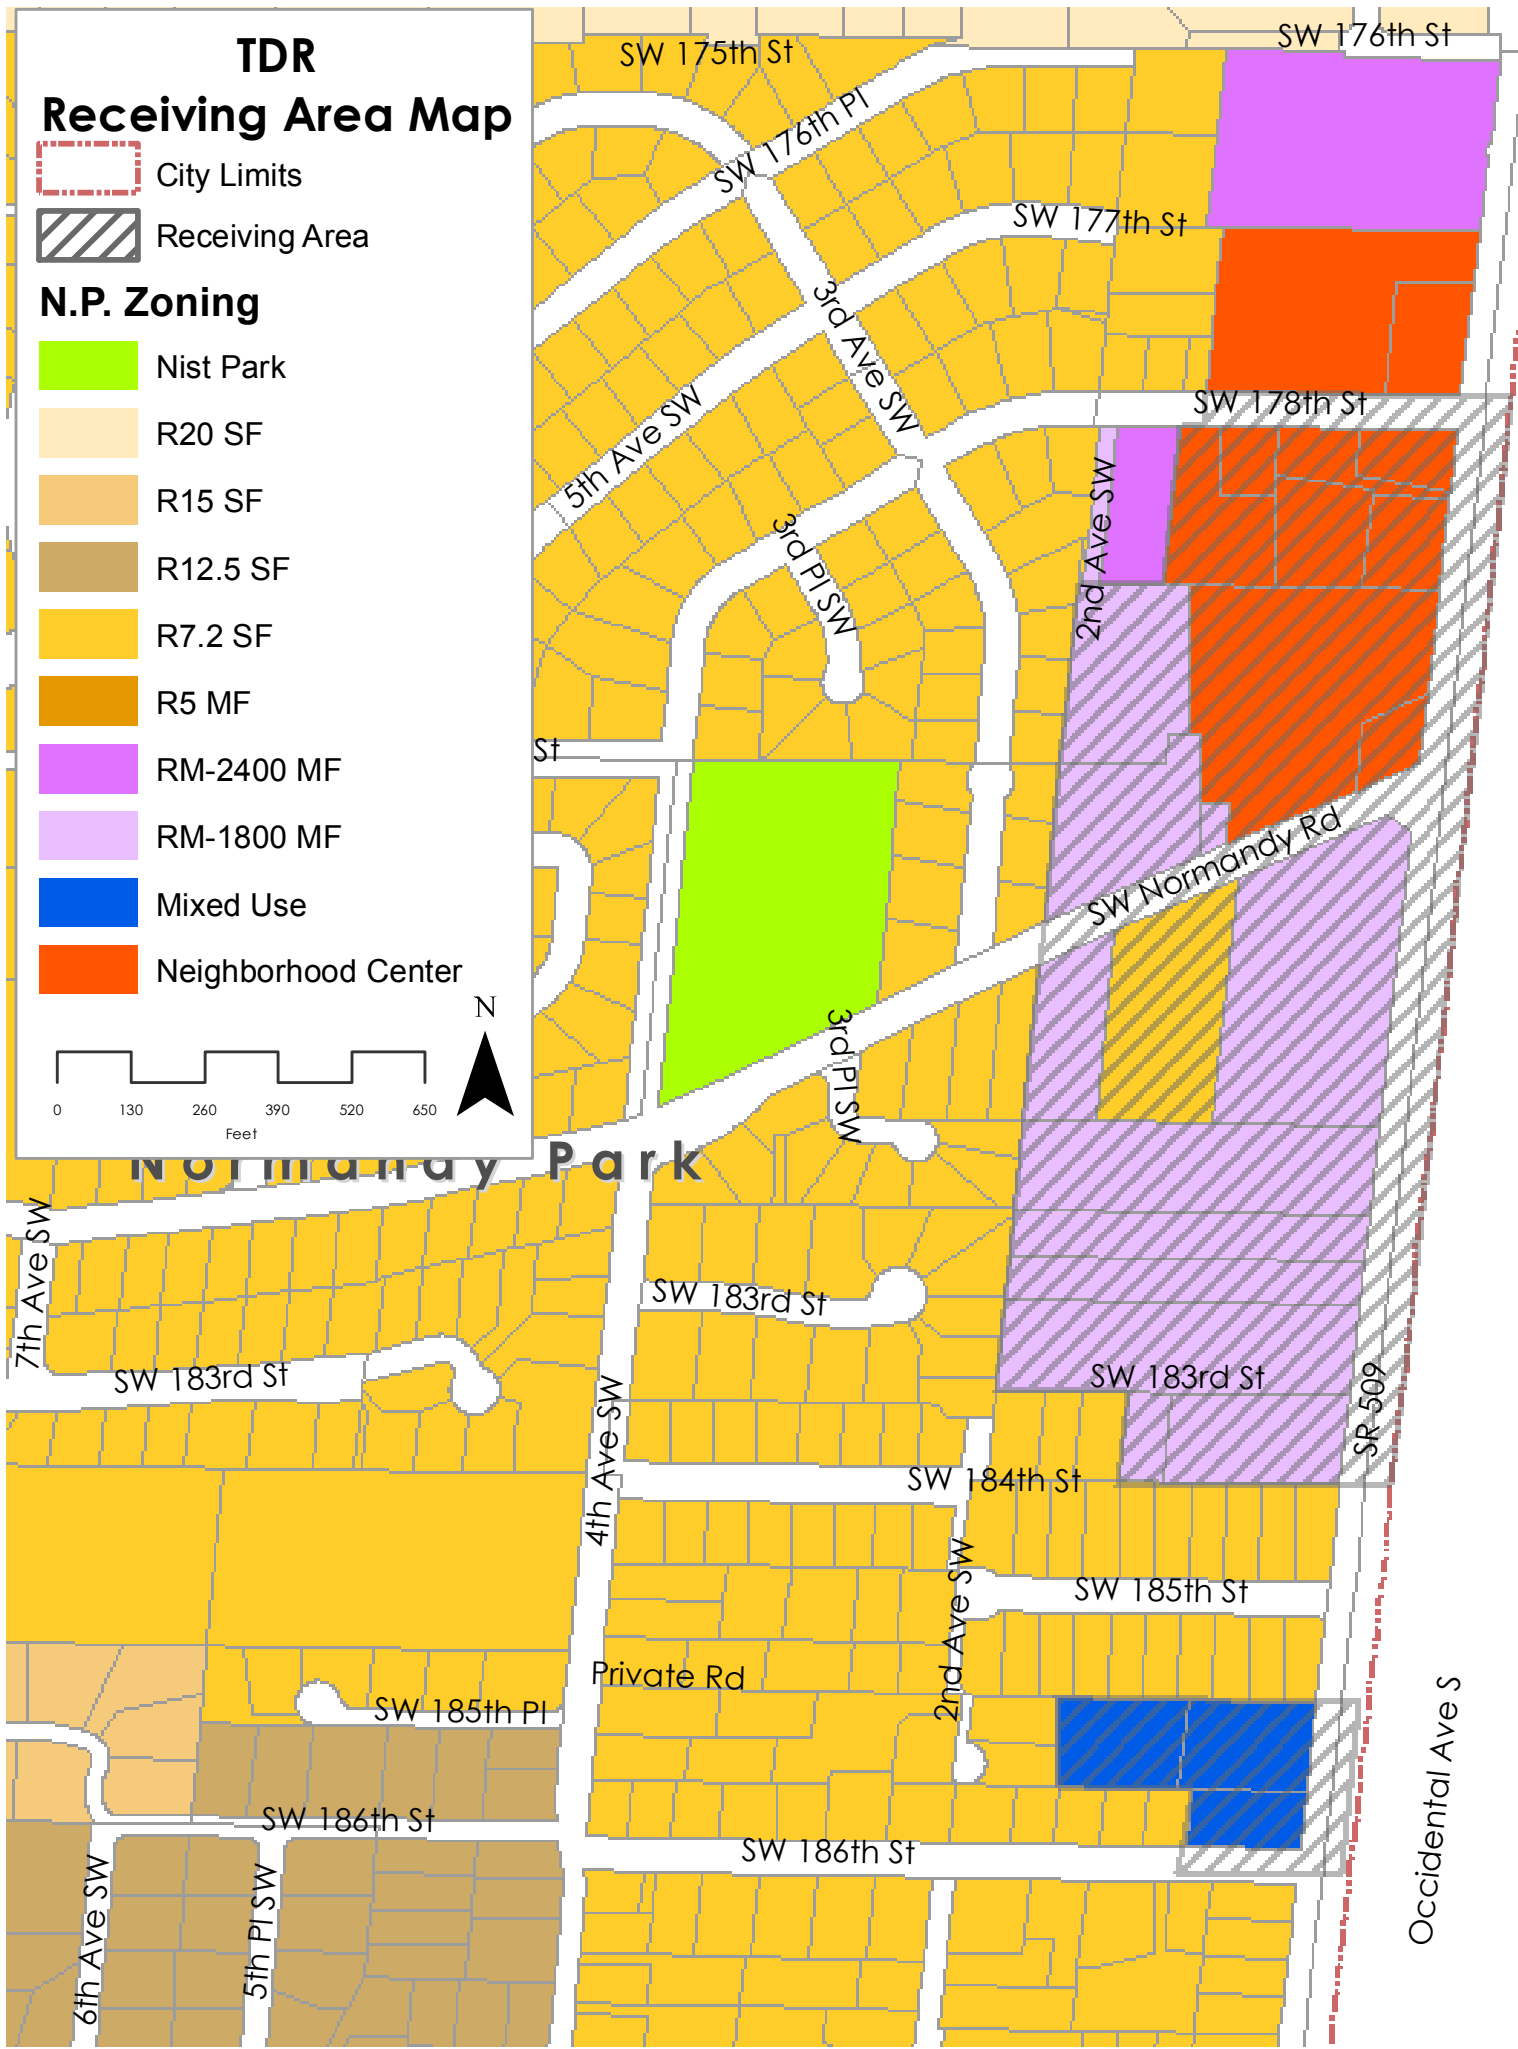 TDR
Receiving Area Map
City Limits
Receiving Area
N.P. Zoning
Nist Park
R20 SF
R15 SF
R12.5 SF
R7.2 SF
R5 MF
RM-2400 MF
RM-1800 MF
Mixed Use
Neighborhood Center
N
0 130 260 390 520 650
Feet
SW 175th St
SW 176th St
SW 176th Pl
SW 177th St
3rd Ave SW
SW 178th St
5th Ave SW
2nd Ave SW
3rd Pl SW
St
SW Normandy Rd
3rd Pl SW
Normandy Park
7th Ave SW
SW 183rd St
SW 183rd St
SW 183rd St
SR 509
4th Ave SW
SW 184th St
2nd Ave SW
SW 185th St
Private Rd
SW 185th Pl
SW 186th St
SW 186th St
6th Ave SW
5th Pl SW
Occidental Ave S